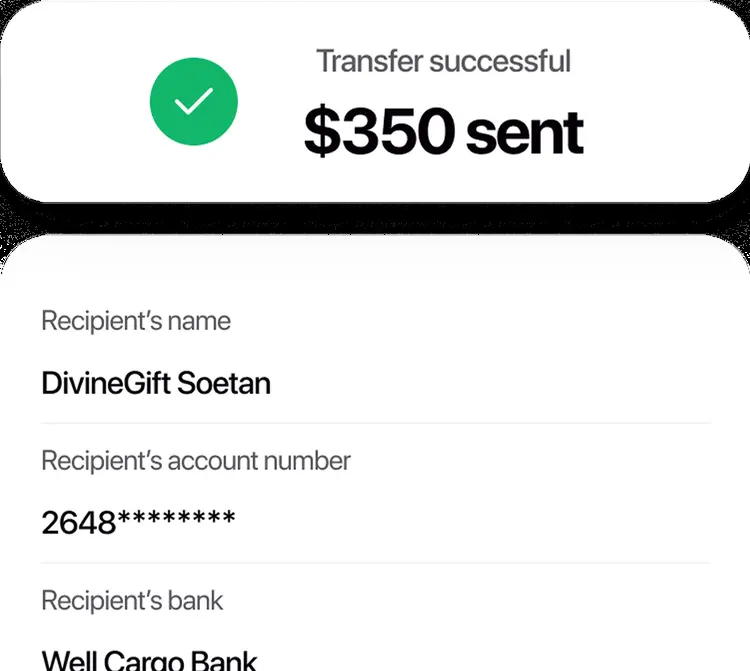 Transfer successful
$350 sent
Recipient’s name
DivineGift Soetan
Recipient’s account number
2648********
Recipient’s bank
Well Cargo Bank